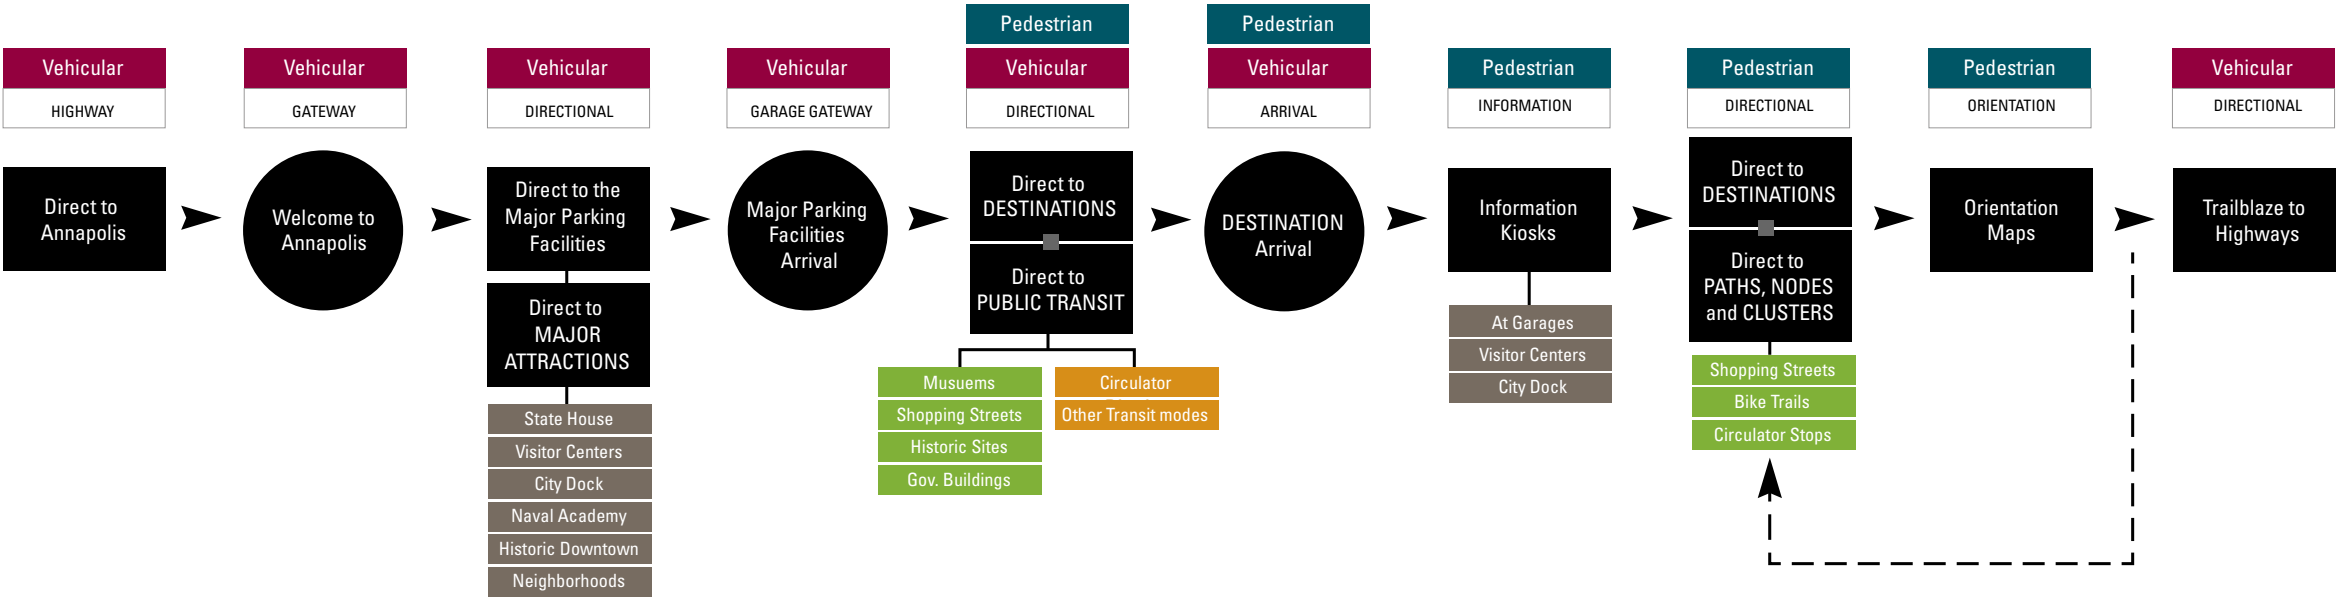 Vehicular
HIGHWAY
Direct to
Annapolis
Vehicular
GATEWAY
Welcome to
Annapolis
Vehicular
DIRECTIONAL
Direct to the
Major Parking
Facilities
Direct to
MAJOR
ATTRACTIONS
State House
Visitor Centers
City Dock
Naval Academy
Historic Downtown
Neighborhoods
Vehicular
GARAGE GATEWAY
Major Parking
Facilities
Arrival
Pedestrian
Vehicular
DIRECTIONAL
Direct to
DESTINATIONS
Direct to
PUBLIC TRANSIT
Musuems
Shopping Streets
Historic Sites
Gov. Buildings
Circulator
Other Transit modes
Pedestrian
Vehicular
ARRIVAL
DESTINATION
Arrival
Pedestrian
INFORMATION
Information
Kiosks
At Garages
Visitor Centers
City Dock
Pedestrian
DIRECTIONAL
Direct to
DESTINATIONS
Direct to
PATHS, NODES
and CLUSTERS
Shopping Streets
Bike Trails
Circulator Stops
Pedestrian
ORIENTATION
Orientation
Maps
Vehicular
DIRECTIONAL
Trailblaze to
Highways